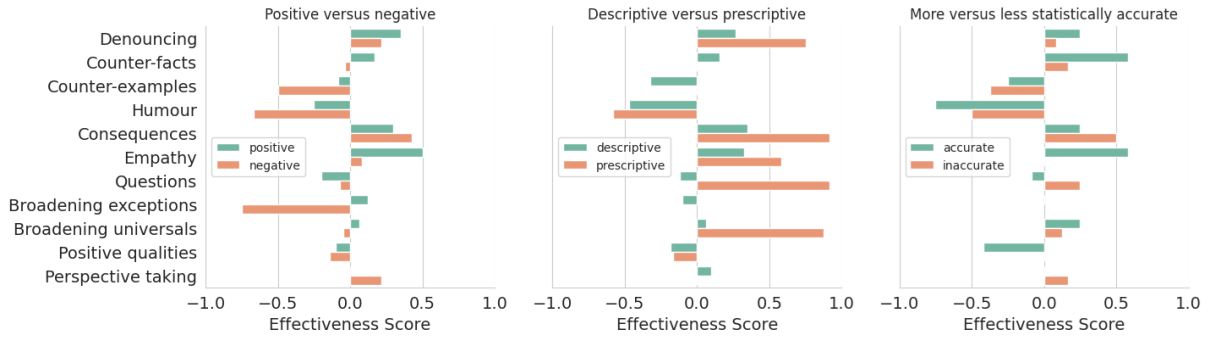 Positive versus negative
Descriptive versus prescriptive
More versus less statistically accurate
Denouncing
Counter-facts
Counter-examples
Humour
Consequences
Empathy
Questions
Broadening exceptions
Broadening universals
Positive qualities
Perspective taking
positive
negative
descriptive
prescriptive
accurate
inaccurate
−1.0 −0.5 0.0 0.5 1.0
−1.0 −0.5 0.0 0.5 1.0
−1.0 −0.5 0.0 0.5 1.0
Effectiveness Score
Effectiveness Score
Effectiveness Score